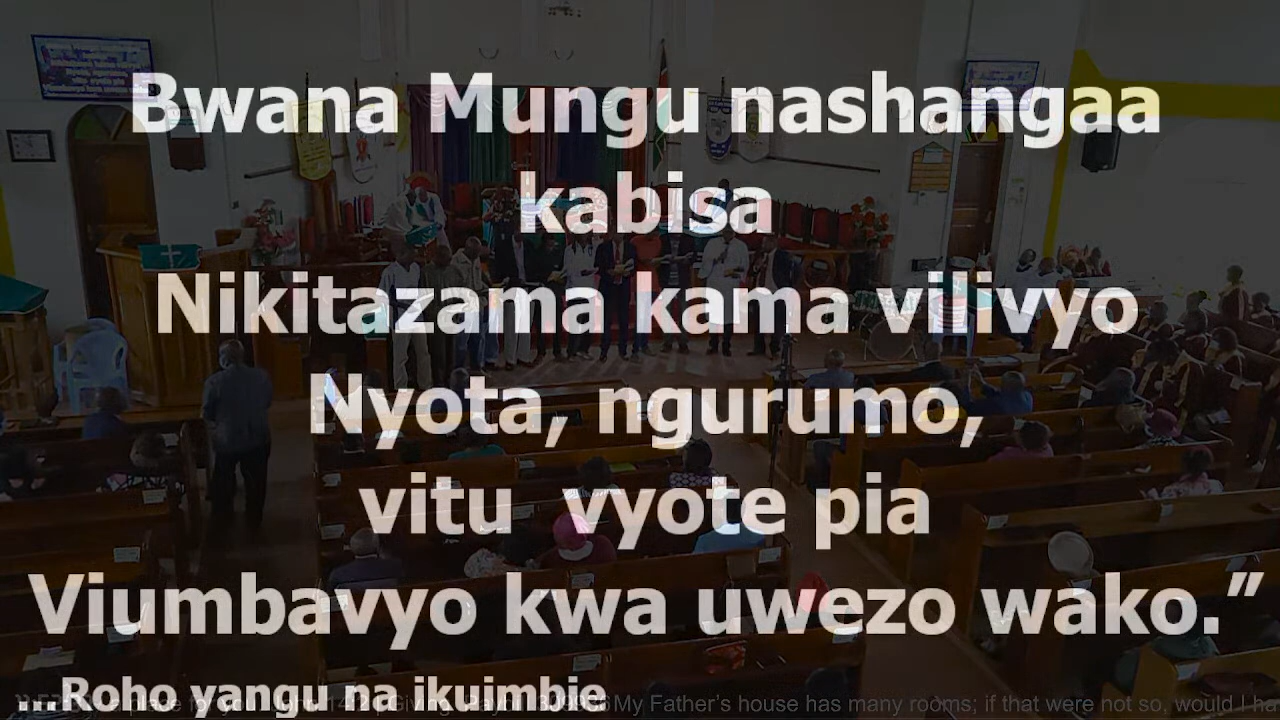 Bwana Mungu nashangaa
kabisa
Nikitazama kama vilivyo
Nyota, ngurumo,
vitu vyote pia
Viumbavyo kwa uwezo wako.”
...Roho yangu na ikuimbie
My Father's house has many rooms; if that were not so, would I ha